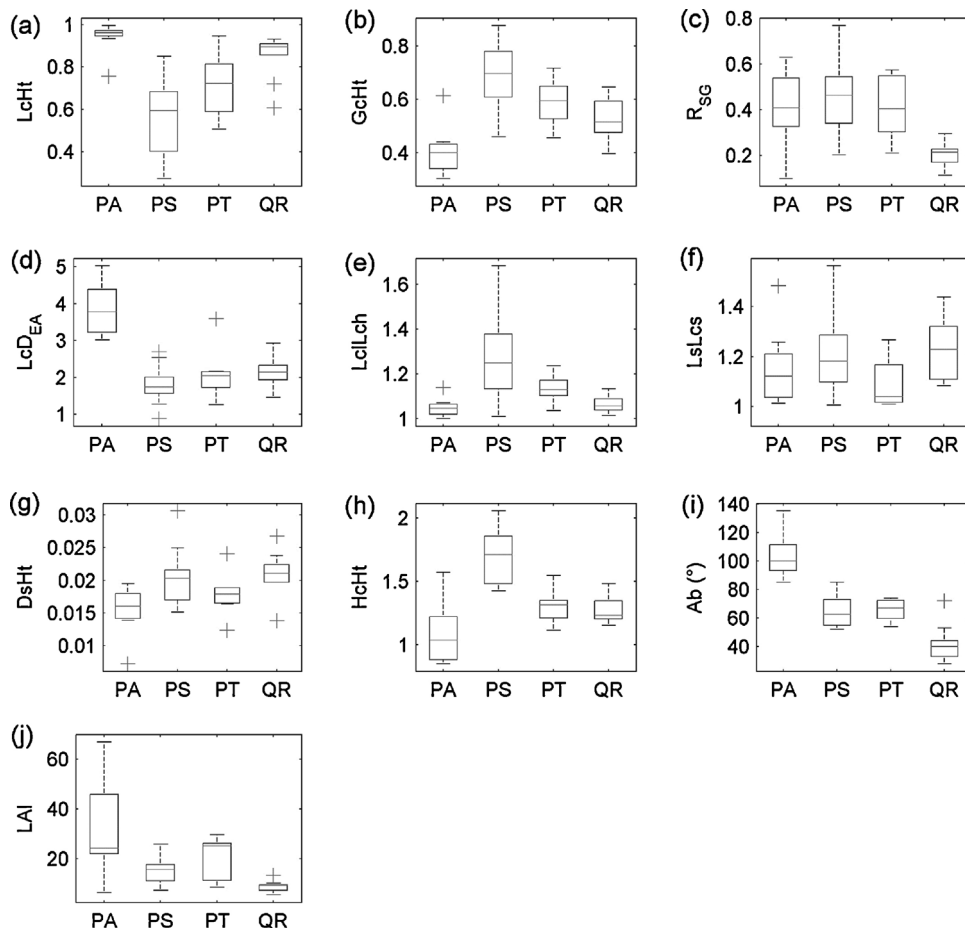 (a)
LcHt
1
0.8
0.6
0.4
PA PS PT QR
(b)
GcHt
0.8
0.6
0.4
PA PS PT QR
(c)
R_SG
0.8
0.6
0.4
0.2
PA PS PT QR
(d)
LcD_EA
5
4
3
2
1
PA PS PT QR
(e)
LclLch
1.6
1.4
1.2
1
PA PS PT QR
(f)
LsLcs
1.4
1.2
1
PA PS PT QR
(g)
DsHt
0.03
0.025
0.02
0.015
0.01
PA PS PT QR
(h)
HcHt
2
1.5
1
PA PS PT QR
(i)
Ab (°)
140
120
100
80
60
40
PA PS PT QR
(j)
LAI
60
40
20
PA PS PT QR